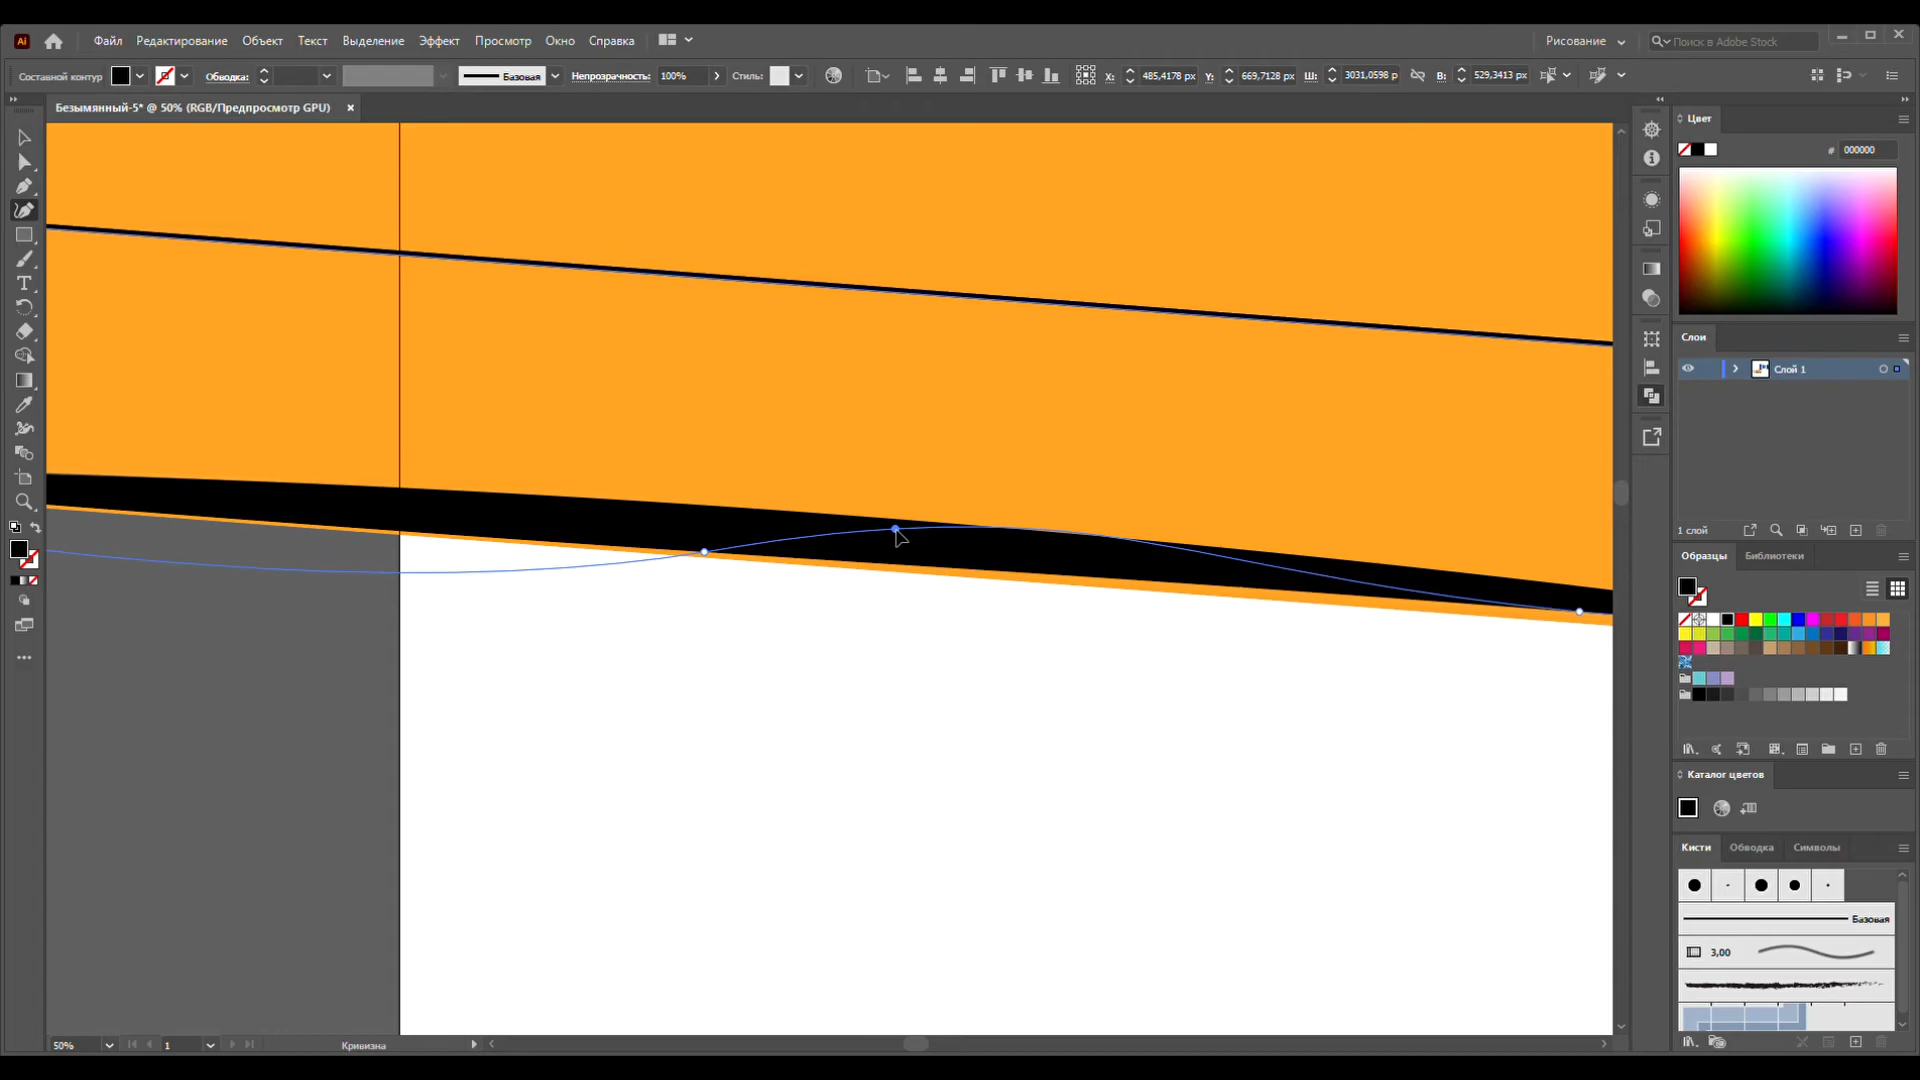 Ai Файл Редактирование Объект Текст Выделение Эффект Просмотр Окно Справка Рисование Поиск в Adobe Stock
Составной контур Обводка: Базовая Непрозрачность: 100% Стиль: X: 485,4178 px Y: 669,7128 px Ш: 3031,0598 p В: 529,3413 px
Безымянный-5* @ 50% (RGB/Предпросмотр GPU) ×
Цвет
# 000000
Слои
Слой 1
1 слой
Образцы Библиотеки
Каталог цветов
Кисти Обводка Символы
Базовая
3,00
50% 1 Кривизна